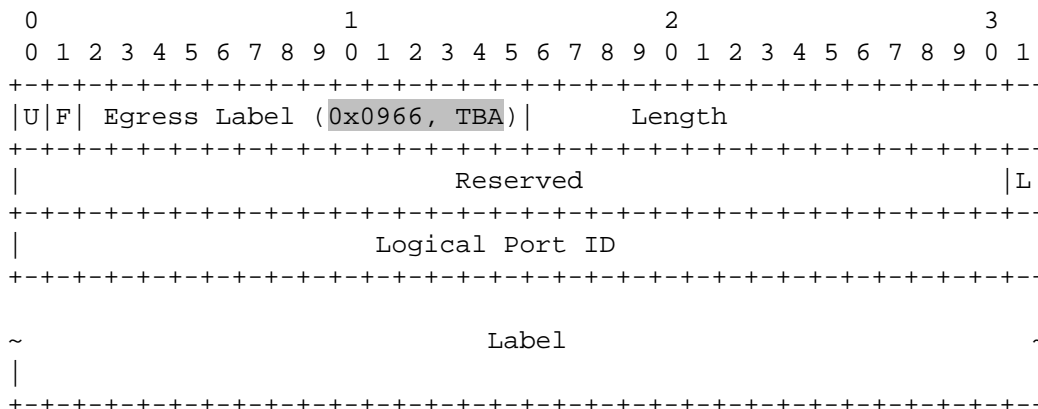 0                   1                   2                   3
 0 1 2 3 4 5 6 7 8 9 0 1 2 3 4 5 6 7 8 9 0 1 2 3 4 5 6 7 8 9 0 1
+-+-+-+-+-+-+-+-+-+-+-+-+-+-+-+-+-+-+-+-+-+-+-+-+-+-+-+-+-+-+-+--
|U|F| Egress Label (0x0966, TBA)|      Length
+-+-+-+-+-+-+-+-+-+-+-+-+-+-+-+-+-+-+-+-+-+-+-+-+-+-+-+-+-+-+-+--
|                           Reserved                          |L
+-+-+-+-+-+-+-+-+-+-+-+-+-+-+-+-+-+-+-+-+-+-+-+-+-+-+-+-+-+-+-+--
|                      Logical Port ID
+-+-+-+-+-+-+-+-+-+-+-+-+-+-+-+-+-+-+-+-+-+-+-+-+-+-+-+-+-+-+-+--
~                             Label                             ~
|
+-+-+-+-+-+-+-+-+-+-+-+-+-+-+-+-+-+-+-+-+-+-+-+-+-+-+-+-+-+-+-+--